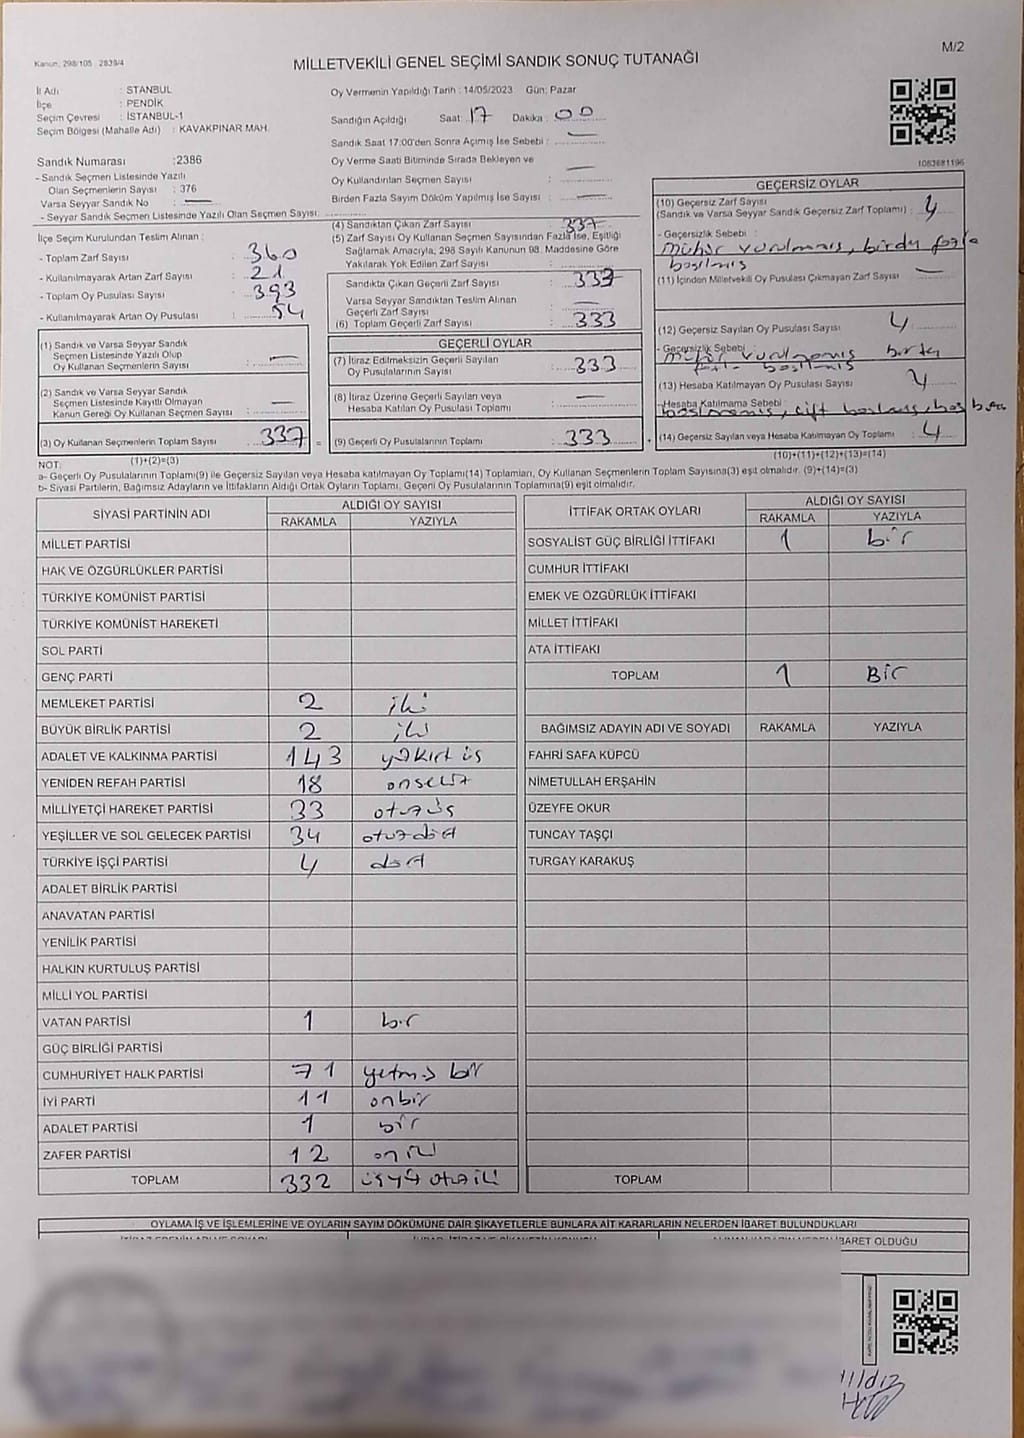 M/2
Kanun: 298/105 2839/4
MİLLETVEKİLİ GENEL SEÇİMİ SANDIK SONUÇ TUTANAĞI
İl Adı : STANBUL
İlçe : PENDİK
Seçim Çevresi : İSTANBUL-1
Seçim Bölgesi (Mahalle Adı) : KAVAKPINAR MAH.
Sandık Numarası :2386
- Sandık Seçmen Listesinde Yazılı
Olan Seçmenlerin Sayısı : 376
Varsa Seyyar Sandık No :
- Seyyar Sandık Seçmen Listesinde Yazılı Olan Seçmen Sayısı:
Oy Vermenin Yapıldığı Tarih : 14/05/2023 Gün: Pazar
Sandığın Açıldığı Saat: 17 Dakika : 00
Sandık Saat 17:00'den Sonra Açımış İse Sebebi :
Oy Verme Saati Bitiminde Sırada Bekleyen ve
Oy Kullandırılan Seçmen Sayısı :
Birden Fazla Sayım Döküm Yapılmış İse Sayısı :
1083681196
İlçe Seçim Kurulundan Teslim Alınan :
- Toplam Zarf Sayısı : 360
- Kullanılmayarak Artan Zarf Sayısı : 21
- Toplam Oy Pusulası Sayısı : 393
- Kullanılmayarak Artan Oy Pusulası : 54
(4) Sandıktan Çıkan Zarf Sayısı : 337
(5) Zarf Sayısı Oy Kullanan Seçmen Sayısından Fazla İse, Eşitliği
Sağlamak Amacıyla; 298 Sayılı Kanunun 98. Maddesine Göre
Yakılarak Yok Edilen Zarf Sayısı :
Sandıkta Çıkan Geçerli Zarf Sayısı : 337
Varsa Seyyar Sandıktan Teslim Alınan
Geçerli Zarf Sayısı :
(6) Toplam Geçerli Zarf Sayısı : 333
GEÇERSİZ OYLAR
(10) Geçersiz Zarf Sayısı
(Sandık ve Varsa Seyyar Sandık Geçersiz Zarf Toplamı) : 4
- Geçersizlik Sebebi :
mühür vurulmamış, birden fazla
basılmış
(11) İçinden Milletvekili Oy Pusulası Çıkmayan Zarf Sayısı
(12) Geçersiz Sayılan Oy Pusulası Sayısı : 4
- Geçersizlik Sebebi :
mühür vurulmamış birden
fazla basılmış
(13) Hesaba Katılmayan Oy Pusulası Sayısı : 4
- Hesaba Katılmama Sebebi :
basılmamış, çift basılmış, boş
(14) Geçersiz Sayılan veya Hesaba Katılmayan Oy Toplamı : 4
(10)+(11)+(12)+(13)=(14)
(1) Sandık ve Varsa Seyyar Sandık
Seçmen Listesinde Yazılı Olup
Oy Kullanan Seçmenlerin Sayısı :
(2) Sandık ve Varsa Seyyar Sandık
Seçmen Listesinde Kayıtlı Olmayan
Kanun Gereği Oy Kullanan Seçmen Sayısı :
(3) Oy Kullanan Seçmenlerin Toplam Sayısı : 337 =
(1)+(2)=(3)
GEÇERLİ OYLAR
(7) İtiraz Edilmeksizin Geçerli Sayılan
Oy Pusulalarının Sayısı : 333
(8) İtiraz Üzerine Geçerli Sayılan veya
Hesaba Katılan Oy Pusulası Toplamı :
(9) Geçerli Oy Pusulalarının Toplamı : 333 +
NOT:
a- Geçerli Oy Pusulalarının Toplamı(9) ile Geçersiz Sayılan veya Hesaba katılmayan Oy Toplamı(14) Toplamları, Oy Kullanan Seçmenlerin Toplam Sayısına(3) eşit olmalıdır. (9)+(14)=(3)
b- Siyasi Partilerin, Bağımsız Adayların ve İttifakların Aldığı Ortak Oyların Toplamı, Geçerli Oy Pusulalarının Toplamına(9) eşit olmalıdır.
SİYASİ PARTİNİN ADI ALDIĞI OY SAYISI
RAKAMLA YAZIYLA
MİLLET PARTİSİ
HAK VE ÖZGÜRLÜKLER PARTİSİ
TÜRKİYE KOMÜNİST PARTİSİ
TÜRKİYE KOMÜNİST HAREKETİ
SOL PARTİ
GENÇ PARTİ
MEMLEKET PARTİSİ 2 iki
BÜYÜK BİRLİK PARTİSİ 2 iki
ADALET VE KALKINMA PARTİSİ 143 yüzkırküç
YENİDEN REFAH PARTİSİ 18 onsekiz
MİLLİYETÇİ HAREKET PARTİSİ 33 otuzüç
YEŞİLLER VE SOL GELECEK PARTİSİ 34 otuzdört
TÜRKİYE İŞÇİ PARTİSİ 4 dört
ADALET BİRLİK PARTİSİ
ANAVATAN PARTİSİ
YENİLİK PARTİSİ
HALKIN KURTULUŞ PARTİSİ
MİLLİ YOL PARTİSİ
VATAN PARTİSİ 1 bir
GÜÇ BİRLİĞİ PARTİSİ
CUMHURİYET HALK PARTİSİ 71 yetmiş bir
İYİ PARTİ 11 onbir
ADALET PARTİSİ 1 bir
ZAFER PARTİSİ 12 oniki
TOPLAM 332 üçyüz otuz iki
İTTİFAK ORTAK OYLARI ALDIĞI OY SAYISI
RAKAMLA YAZIYLA
SOSYALİST GÜÇ BİRLİĞİ İTTİFAKI 1 bir
CUMHUR İTTİFAKI
EMEK VE ÖZGÜRLÜK İTTİFAKI
MİLLET İTTİFAKI
ATA İTTİFAKI
TOPLAM 1 Bir
BAĞIMSIZ ADAYIN ADI VE SOYADI RAKAMLA YAZIYLA
FAHRİ SAFA KÜPCÜ
NİMETULLAH ERŞAHİN
ÜZEYFE OKUR
TUNCAY TAŞÇI
TURGAY KARAKUŞ
TOPLAM
OYLAMA İŞ VE İŞLEMLERİNE VE OYLARIN SAYIM DÖKÜMÜNE DAİR ŞİKAYETLERLE BUNLARA AİT KARARLARIN NELERDEN İBARET BULUNDUKLARI
İBARET OLDUĞU